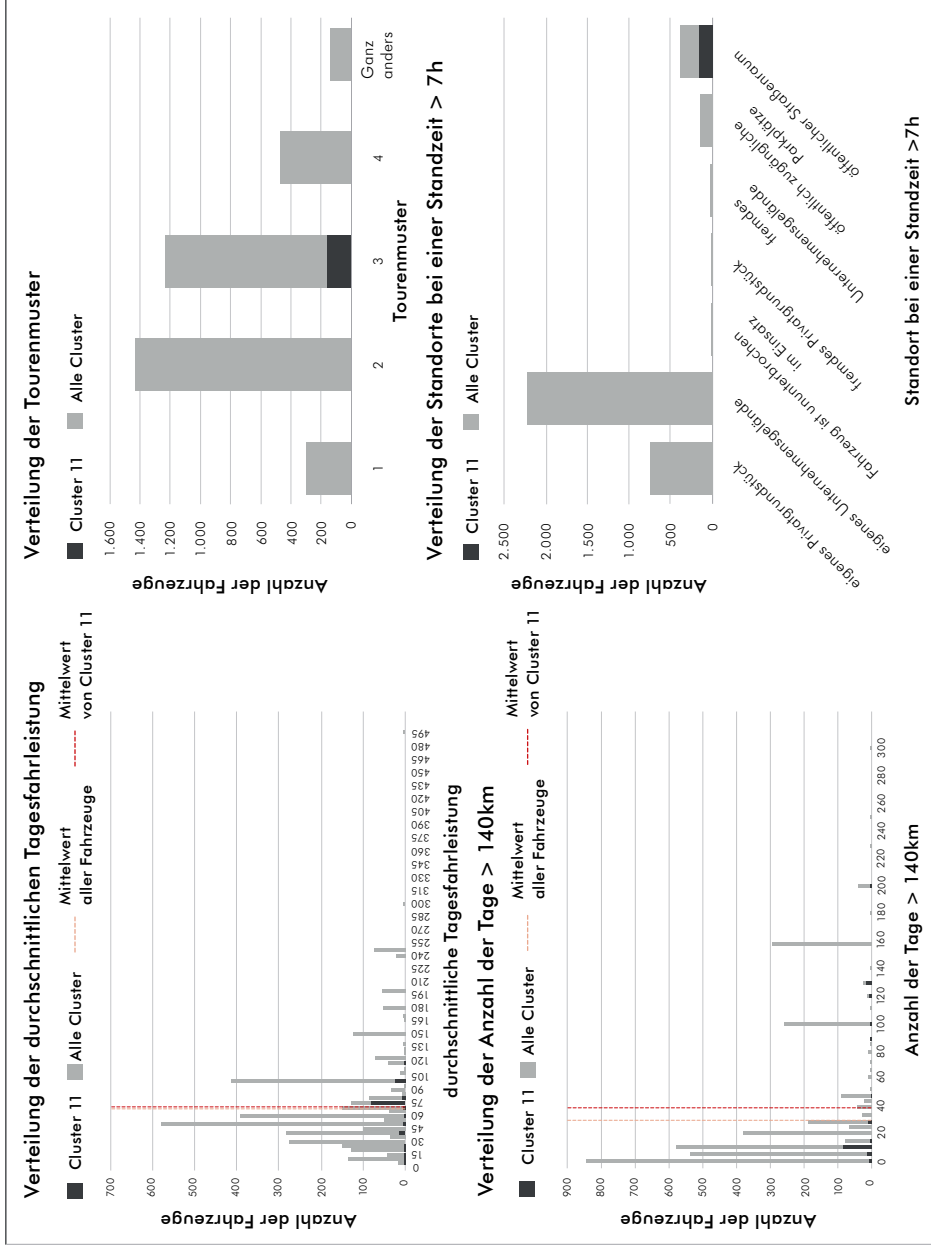 Verteilung der durchschnittlichen Tagesfahrleistung
Cluster 11
Alle Cluster
Mittelwert
aller Fahrzeuge
Mittelwert
von Cluster 11
Anzahl der Fahrzeuge
700
600
500
400
300
200
100
0
0
15
30
45
60
75
90
105
120
135
150
165
180
195
210
225
240
255
270
285
300
315
330
345
360
375
390
405
420
435
450
465
480
495
durchschnittliche Tagesfahrleistung
Verteilung der Tourenmuster
Cluster 11
Alle Cluster
Anzahl der Fahrzeuge
1.600
1.400
1.200
1.000
800
600
400
200
0
1
2
3
4
Ganz
anders
Tourenmuster
Verteilung der Anzahl der Tage > 140km
Cluster 11
Alle Cluster
Mittelwert
aller Fahrzeuge
Mittelwert
von Cluster 11
Anzahl der Fahrzeuge
900
800
700
600
500
400
300
200
100
0
0
20
40
60
80
100
120
140
160
180
200
220
240
260
280
300
Anzahl der Tage > 140km
Verteilung der Standorte bei einer Standzeit > 7h
Cluster 11
Alle Cluster
Anzahl der Fahrzeuge
2.500
2.000
1.500
1.000
500
0
eigenes Privatgrundstück
eigenes Unternehmensgelände
Fahrzeug ist ununterbrochen
im Einsatz
fremdes Privatgrundstück
fremdes
Unternehmensgelände
öffentlich zugängliche
Parkplätze
öffentlicher Straßenraum
Standort bei einer Standzeit >7h